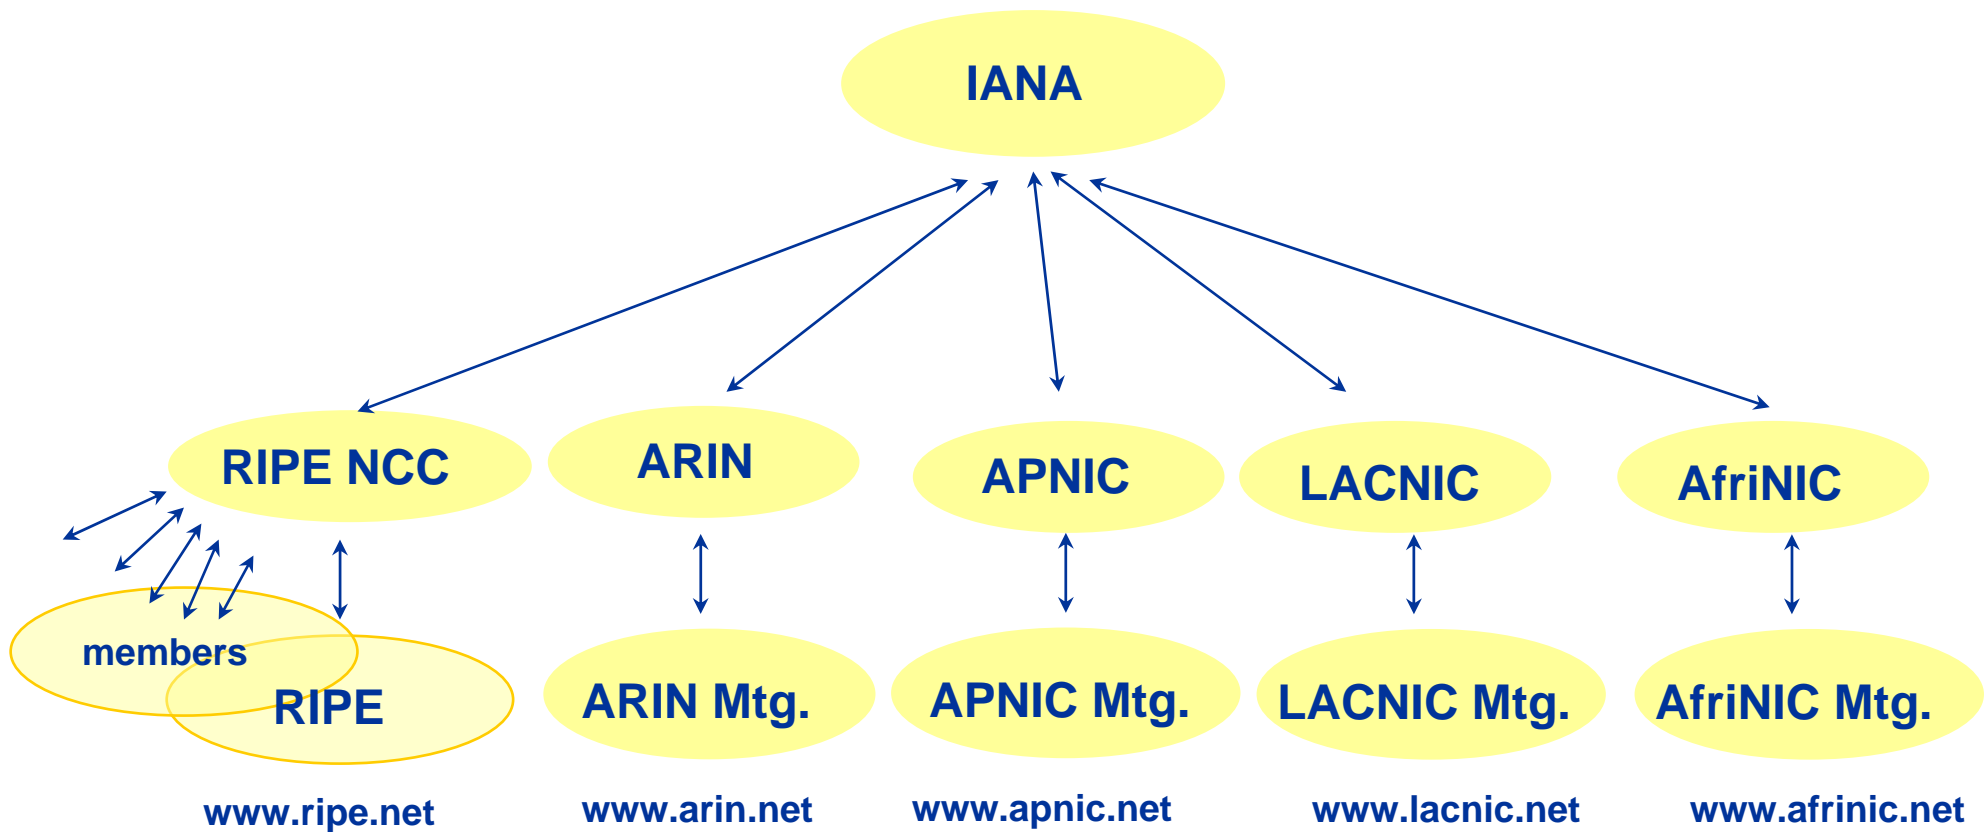 IANA
RIPE NCC
ARIN
APNIC
LACNIC
AfriNIC
members
RIPE
ARIN Mtg.
APNIC Mtg.
LACNIC Mtg.
AfriNIC Mtg.
www.ripe.net
www.arin.net
www.apnic.net
www.lacnic.net
www.afrinic.net